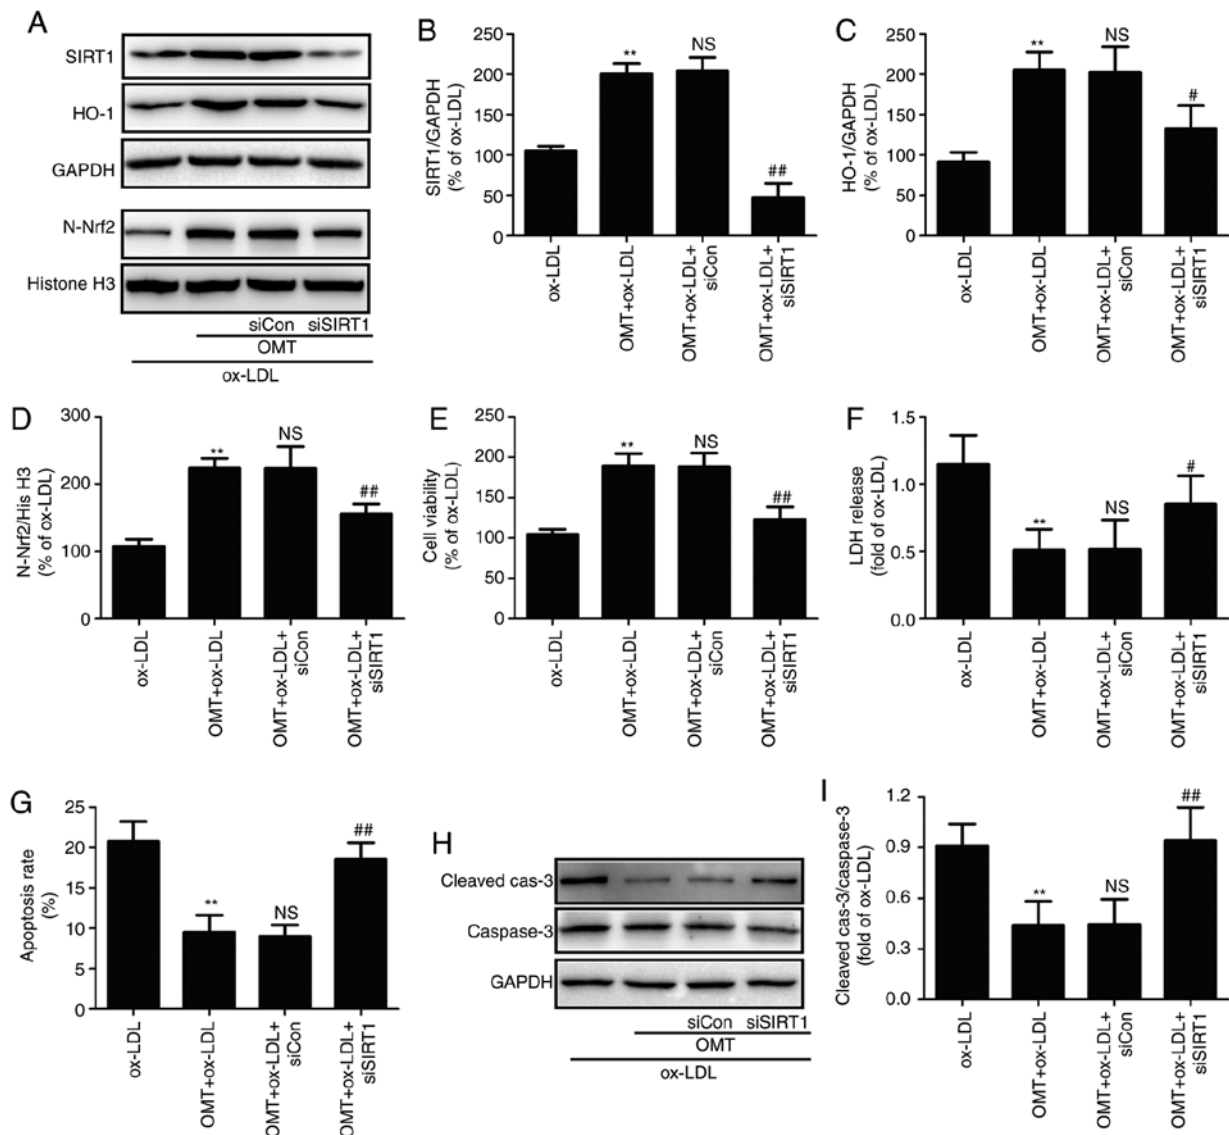 A
SIRT1
HO-1
GAPDH
N-Nrf2
Histone H3
siCon siSIRT1
OMT
ox-LDL
B
SIRT1/GAPDH
(% of ox-LDL)
250
200
150
100
50
0
**
NS
##
ox-LDL
OMT+ox-LDL
OMT+ox-LDL+
siCon
OMT+ox-LDL+
siSIRT1
C
HO-1/GAPDH
(% of ox-LDL)
250
200
150
100
50
0
**
NS
#
ox-LDL
OMT+ox-LDL
OMT+ox-LDL+
siCon
OMT+ox-LDL+
siSIRT1
D
N-Nrf2/His H3
(% of ox-LDL)
300
200
100
0
**
NS
##
ox-LDL
OMT+ox-LDL
OMT+ox-LDL+
siCon
OMT+ox-LDL+
siSIRT1
E
Cell viability
(% of ox-LDL)
250
200
150
100
50
0
**
NS
##
ox-LDL
OMT+ox-LDL
OMT+ox-LDL+
siCon
OMT+ox-LDL+
siSIRT1
F
LDH release
(fold of ox-LDL)
1.5
1.0
0.5
0.0
**
NS
#
ox-LDL
OMT+ox-LDL
OMT+ox-LDL+
siCon
OMT+ox-LDL+
siSIRT1
G
Apoptosis rate
(%)
25
20
15
10
5
0
**
NS
##
ox-LDL
OMT+ox-LDL
OMT+ox-LDL+
siCon
OMT+ox-LDL+
siSIRT1
H
Cleaved cas-3
Caspase-3
GAPDH
siCon siSIRT1
OMT
ox-LDL
I
Cleaved cas-3/caspase-3
(fold of ox-LDL)
1.2
0.9
0.6
0.3
0.0
**
NS
##
ox-LDL
OMT+ox-LDL
OMT+ox-LDL+
siCon
OMT+ox-LDL+
siSIRT1